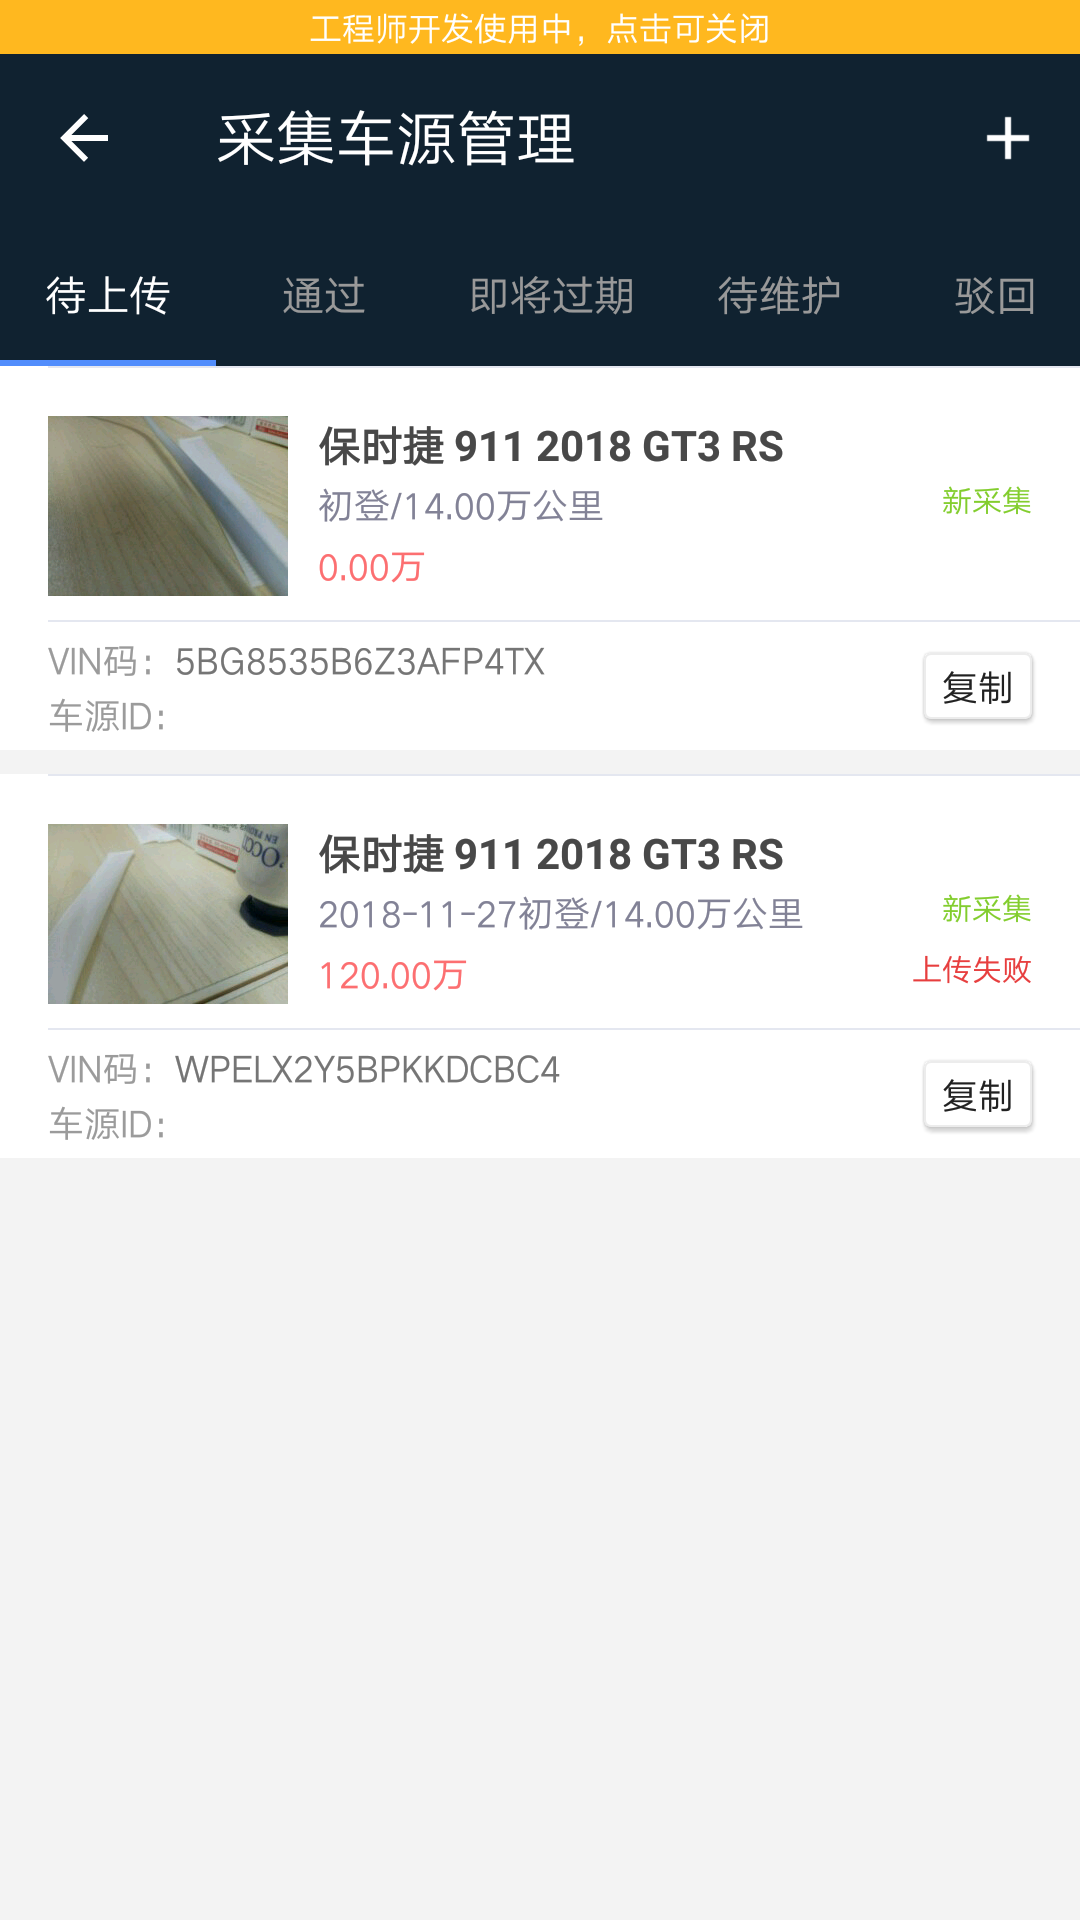 工程师开发使用中，点击可关闭
采集车源管理
待上传 通过 即将过期 待维护 驳回
保时捷 911 2018 GT3 RS
初登/14.00万公里
新采集
0.00万
VIN码：5BG8535B6Z3AFP4TX
车源ID：
复制
保时捷 911 2018 GT3 RS
2018-11-27初登/14.00万公里
新采集
120.00万
上传失败
VIN码：WPELX2Y5BPKKDCBC4
车源ID：
复制